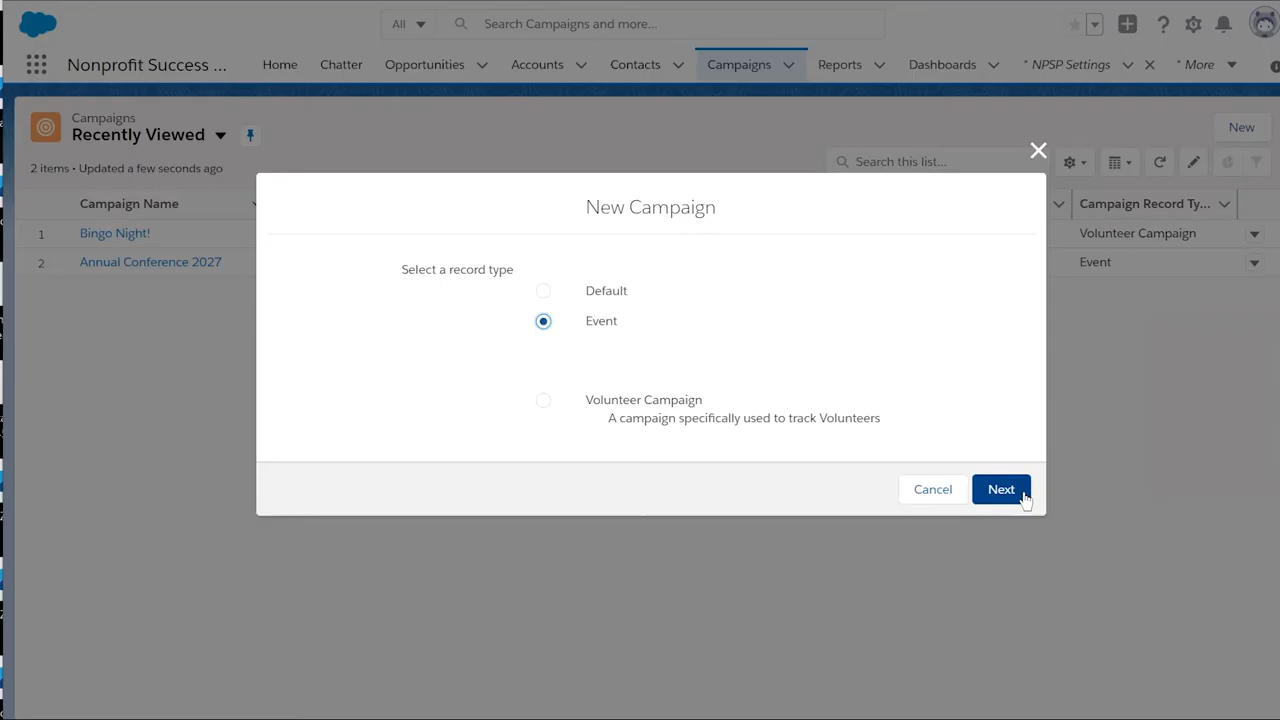 All
Search Campaigns and more...
Nonprofit Success ...
Home
Chatter
Opportunities
Accounts
Contacts
Campaigns
Reports
Dashboards
* NPSP Settings
* More
Campaigns
Recently Viewed
New
2 items • Updated a few seconds ago
Search this list...
Campaign Name
Campaign Record Ty...
1
Bingo Night!
Volunteer Campaign
2
Annual Conference 2027
Event
New Campaign
Select a record type
Default
Event
Volunteer Campaign
A campaign specifically used to track Volunteers
Cancel
Next